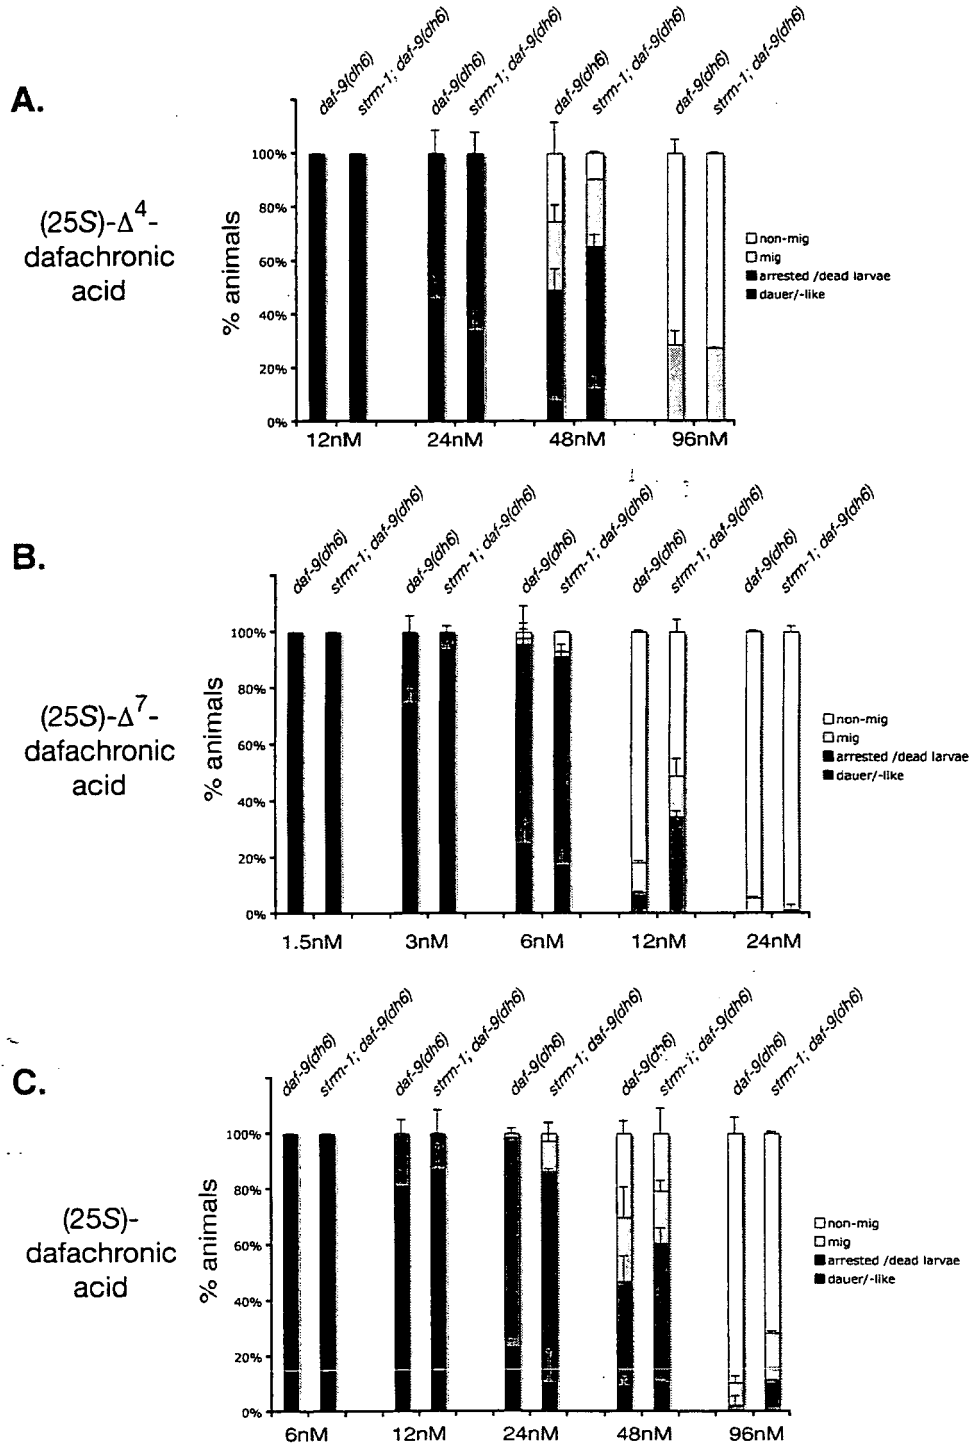 A.
daf-9(dh6)
strm-1; daf-9(dh6)
daf-9(dh6)
strm-1; daf-9(dh6)
daf-9(dh6)
strm-1; daf-9(dh6)
daf-9(dh6)
strm-1; daf-9(dh6)
(25S)-Δ4-
dafachronic
acid
% animals
100%
80%
60%
40%
20%
0%
12nM
24nM
48nM
96nM
non-mig
mig
arrested /dead larvae
dauer/-like
B.
daf-9(dh6)
strm-1; daf-9(dh6)
daf-9(dh6)
strm-1; daf-9(dh6)
daf-9(dh6)
strm-1; daf-9(dh6)
daf-9(dh6)
strm-1; daf-9(dh6)
daf-9(dh6)
strm-1; daf-9(dh6)
(25S)-Δ7-
dafachronic
acid
% animals
100%
80%
60%
40%
20%
0%
1.5nM
3nM
6nM
12nM
24nM
non-mig
mig
arrested /dead larvae
dauer/-like
C.
daf-9(dh6)
strm-1; daf-9(dh6)
daf-9(dh6)
strm-1; daf-9(dh6)
daf-9(dh6)
strm-1; daf-9(dh6)
daf-9(dh6)
strm-1; daf-9(dh6)
daf-9(dh6)
strm-1; daf-9(dh6)
(25S)-
dafachronic
acid
% animals
100%
80%
60%
40%
20%
0%
6nM
12nM
24nM
48nM
96nM
non-mig
mig
arrested /dead larvae
dauer/-like